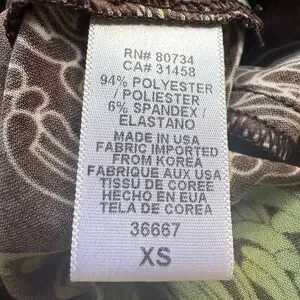 RN# 80734
CA# 31458
94% POLYESTER
/ POLIESTER
6% SPANDEX /
ELASTANO
MADE IN USA
FABRIC IMPORTED
FROM KOREA
FABRIQUE AUX USA
TISSU DE COREE
HECHO EN EUA
TELA DE COREA
36667
XS